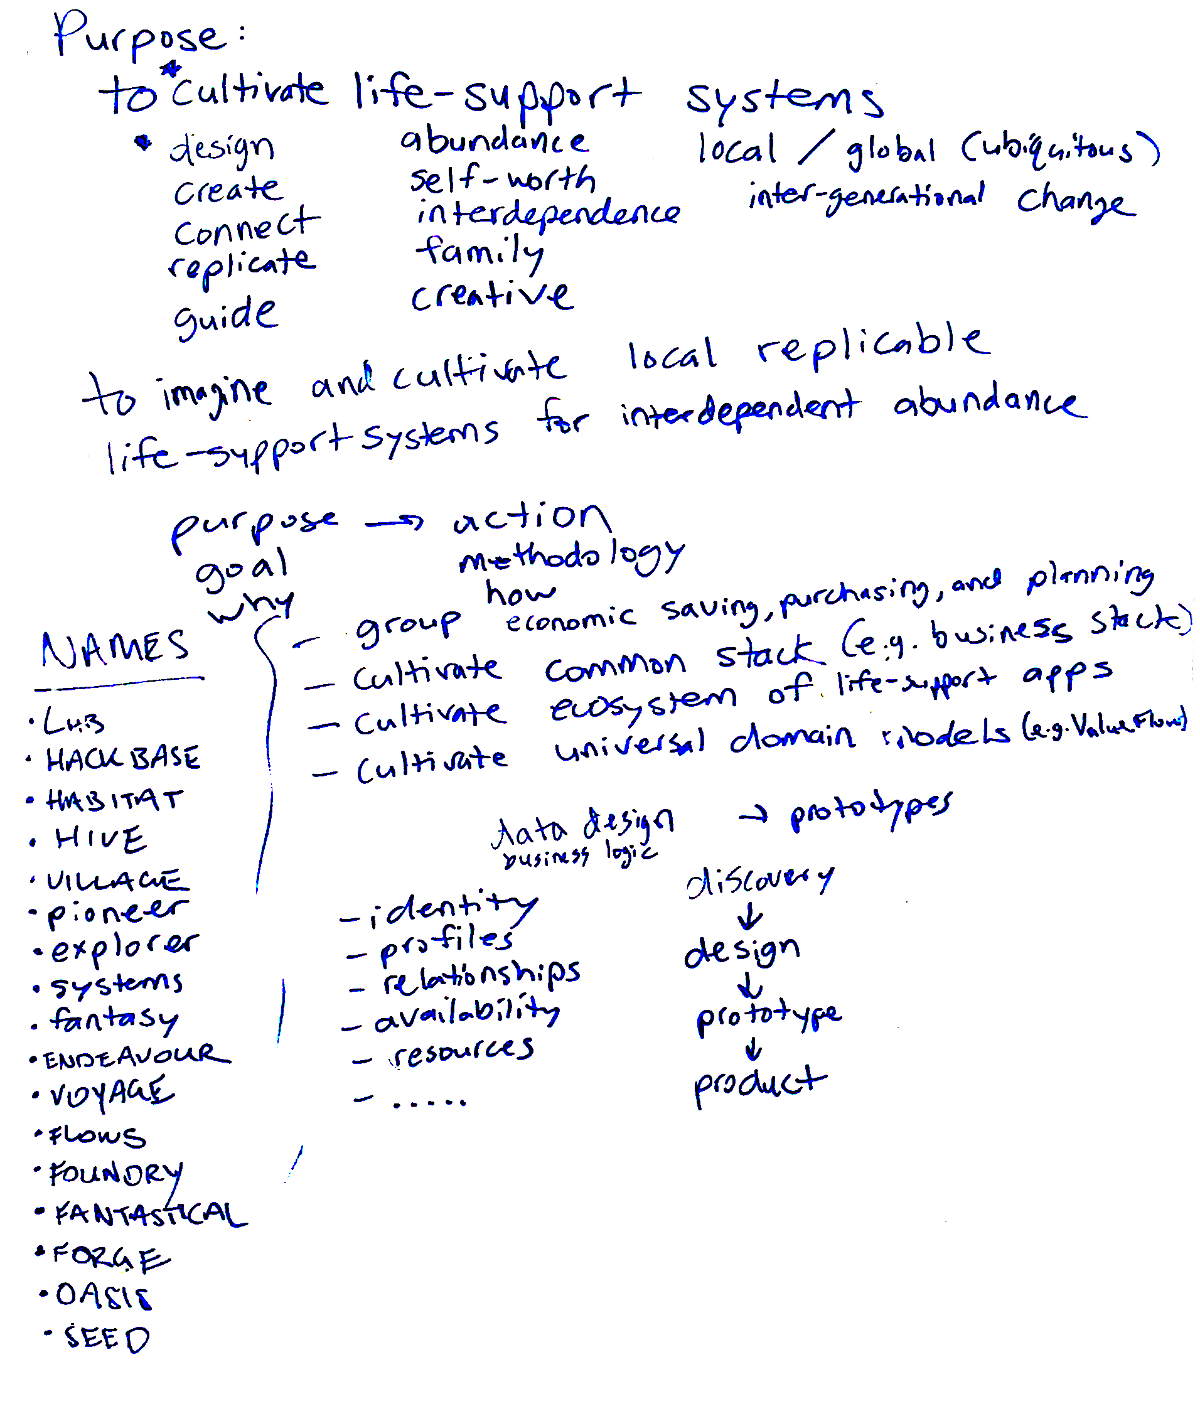 Purpose:
to *cultivate life-support systems
• design abundance local / global (ubiquitous)
create self-worth inter-generational change
connect interdependence
replicate family
guide creative
to imagine and cultivate local replicable
life-support systems for interdependent abundance
purpose → action
goal methodology
why how
- group economic saving, purchasing, and planning
- cultivate common stack (e.g. business stack)
- cultivate ecosystem of life-support apps
- cultivate universal domain models (e.g. ValueFlows)
NAMES
• LAB
• HACKBASE
• HABITAT
• HIVE
• VILLAGE
• pioneer
• explorer
• systems
• fantasy
• ENDEAVOUR
• VOYAGE
• FLOWS
• FOUNDRY
• FANTASTICAL
• FORGE
• OASIS
• SEED
data design → prototypes
business logic
- identity
- profiles
- relationships
- availability
- resources
- .....
discovery
↓
design
↓
prototype
↓
product